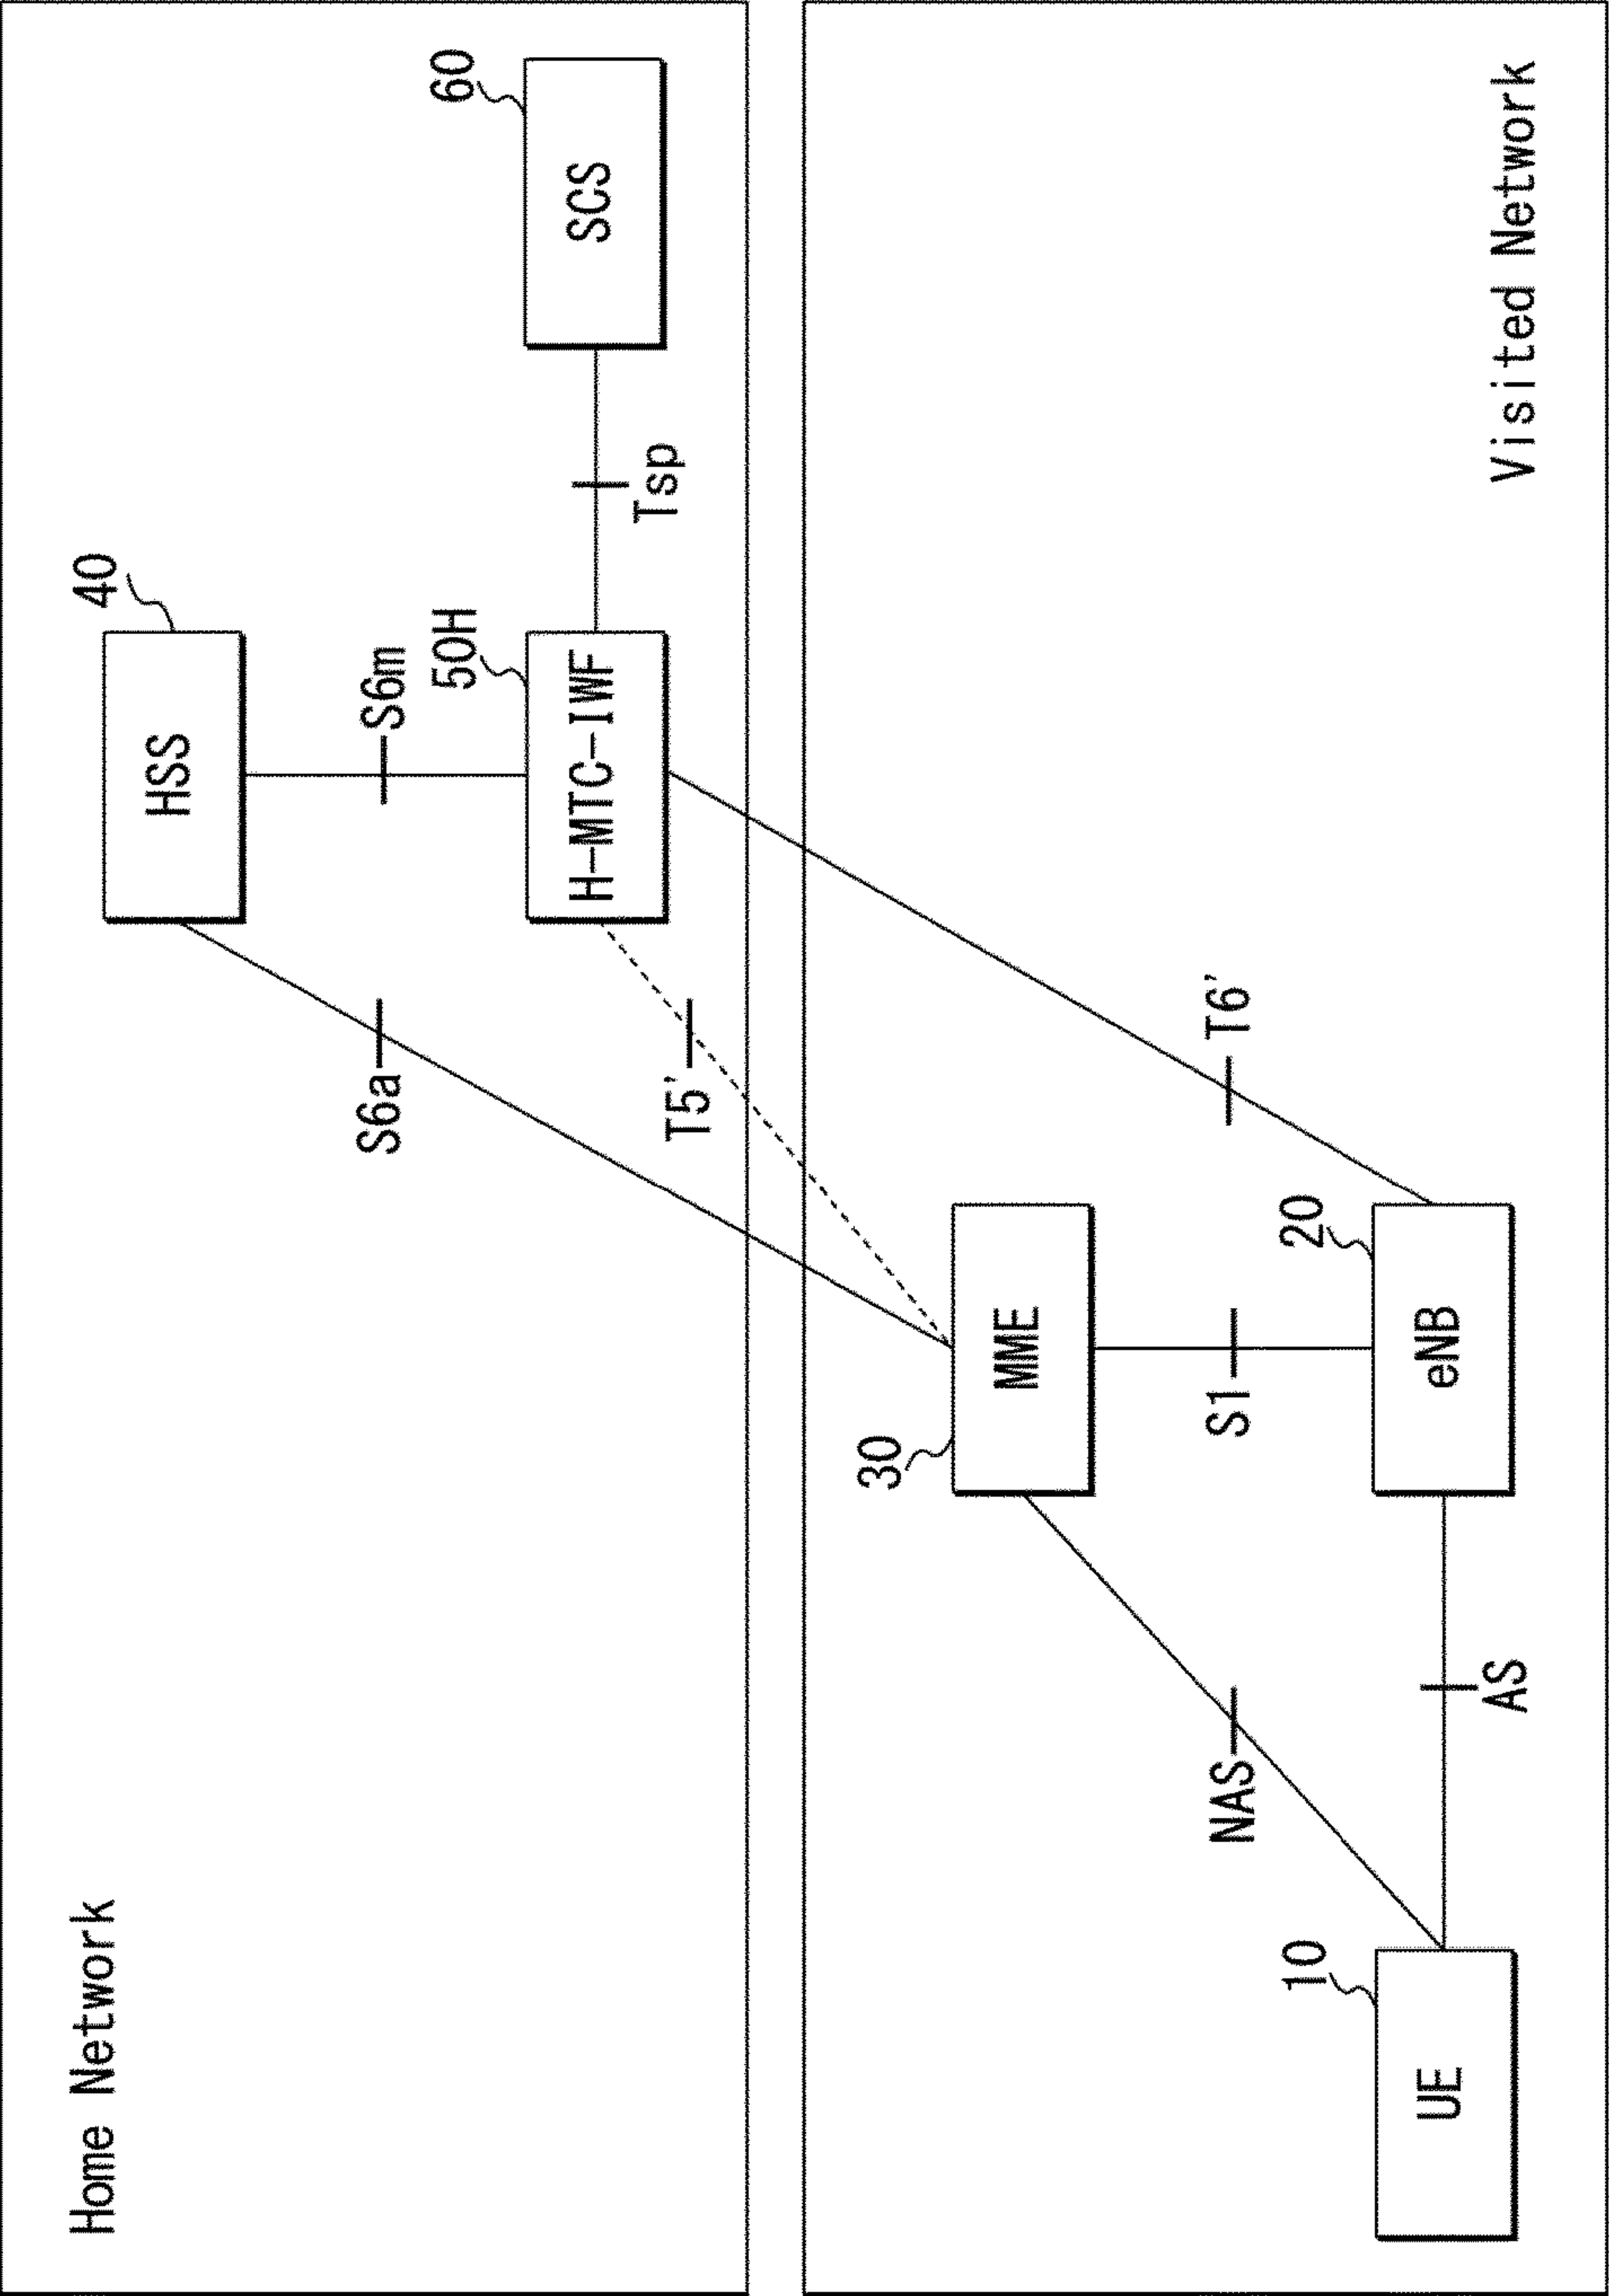 Home Network
40
HSS
S6a
S6m
50H
60
H-MTC-IWF
SCS
Tsp
T5'
30
MME
S1
NAS
T6'
10
20
UE
eNB
AS
Visited Network